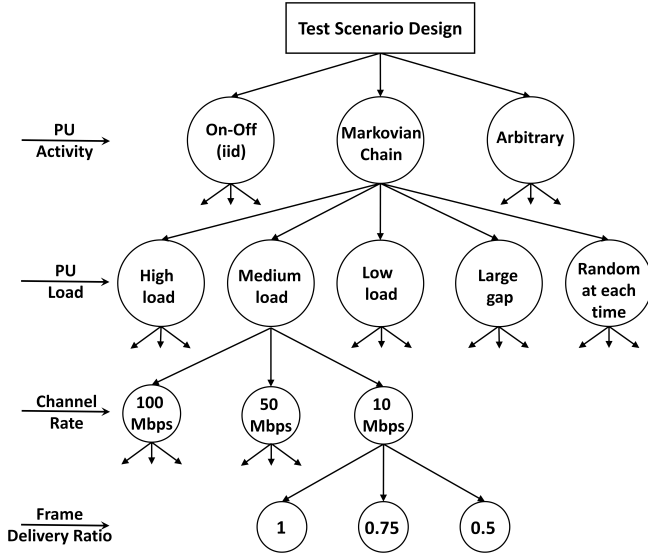 Test Scenario Design
PU
Activity
On-Off
(iid)
Markovian
Chain
Arbitrary
PU
Load
High
load
Medium
load
Low
load
Large
gap
Random
at each
time
Channel
Rate
100
Mbps
50
Mbps
10
Mbps
Frame
Delivery Ratio
1
0.75
0.5